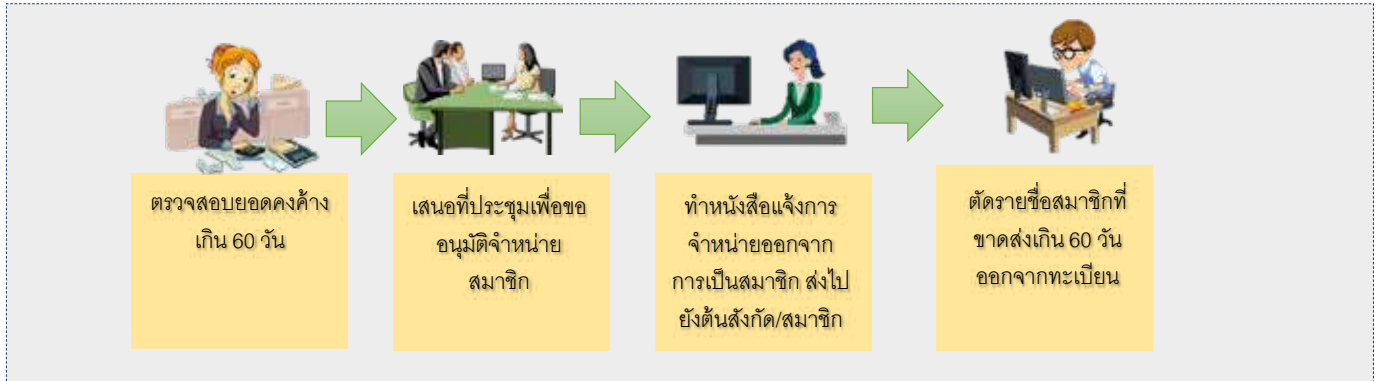 ตรวจสอบยอดคงค้าง
เกิน 60 วัน
เสนอที่ประชุมเพื่อขอ
อนุมัติจำหน่าย
สมาชิก
ทำหนังสือแจ้งการ
จำหน่ายออกจาก
การเป็นสมาชิก ส่งไป
ยังต้นสังกัด/สมาชิก
ตัดรายชื่อสมาชิกที่
ขาดส่งเกิน 60 วัน
ออกจากทะเบียน